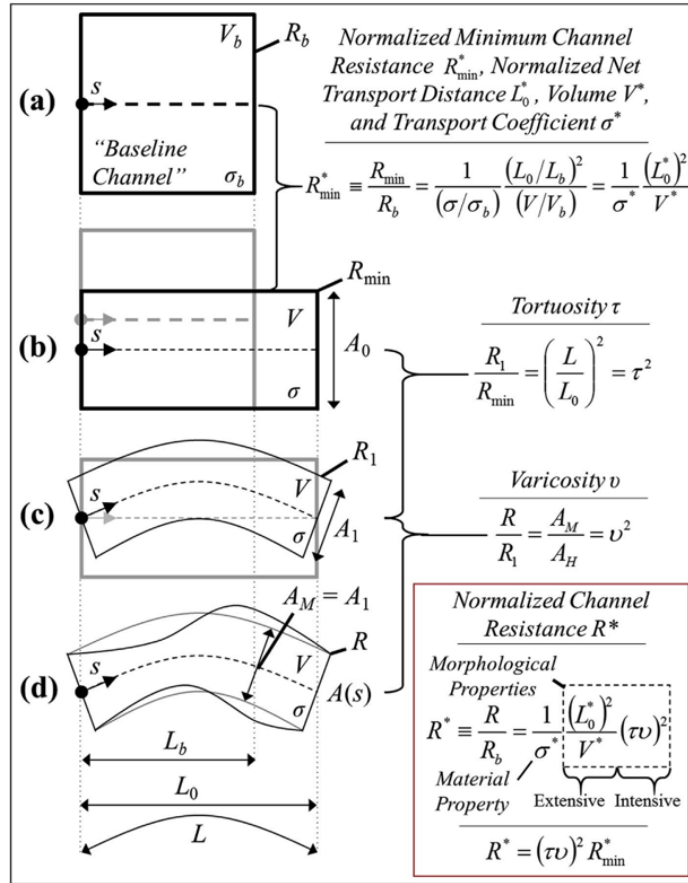 (a)
V_b
R_b
s
"Baseline
Channel"
σ_b
Normalized Minimum Channel
Resistance R*_min, Normalized Net
Transport Distance L*_0, Volume V*,
and Transport Coefficient σ*
R*_min ≡ R_min / R_b = 1 / (σ/σ_b) (L_0/L_b)^2 / (V/V_b) = 1 / σ* (L*_0)^2 / V*
(b)
R_min
s
V
A_0
σ
Tortuosity τ
R_1 / R_min = (L / L_0)^2 = τ^2
(c)
R_1
s
V
σ
A_1
Varicosity υ
R / R_1 = A_M / A_H = υ^2
(d)
A_M = A_1
R
s
V
A(s)
σ
L_b
L_0
L
Normalized Channel
Resistance R*
Morphological
Properties
R* ≡ R / R_b = 1 / σ* (L*_0)^2 / V* (τυ)^2
Material
Property
Extensive Intensive
R* = (τυ)^2 R*_min